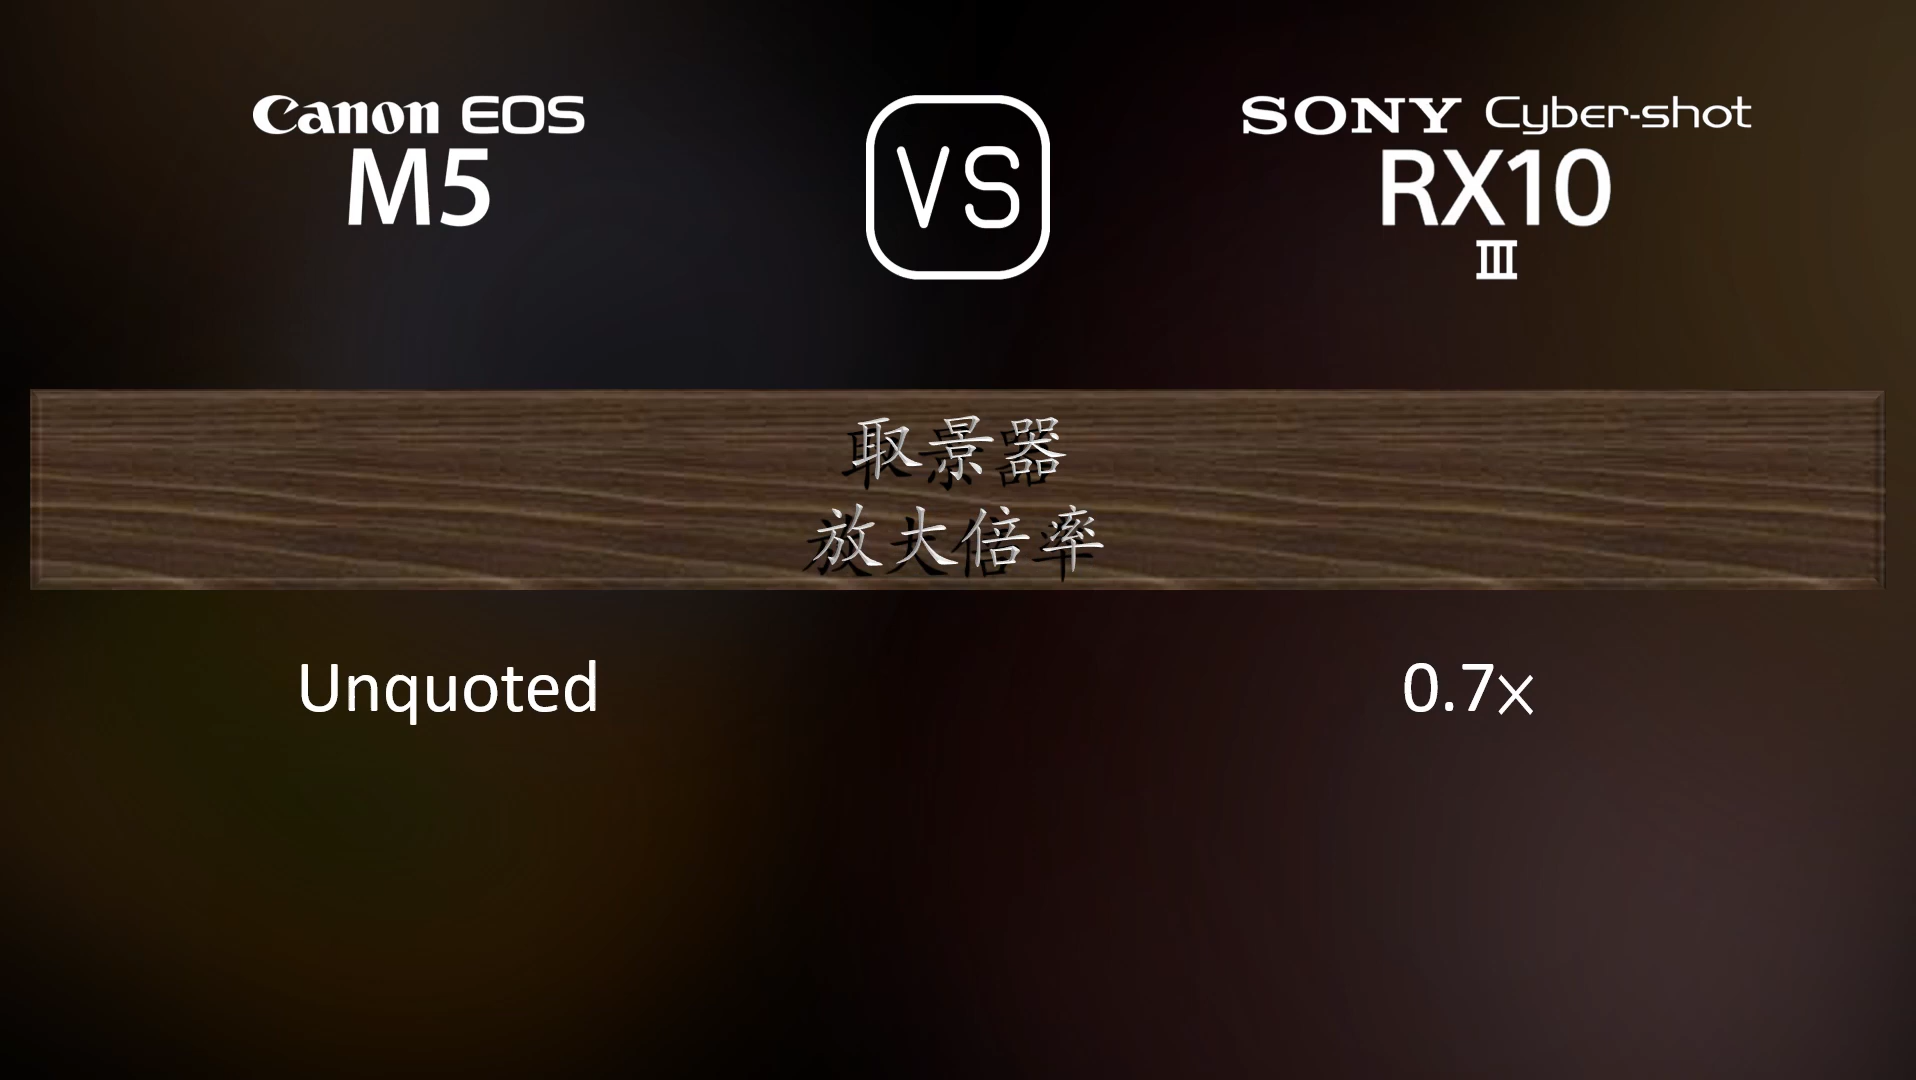 Canon EOS
M5
VS
SONY Cyber-shot
RX10
III
取景器
放大倍率
Unquoted
0.7x